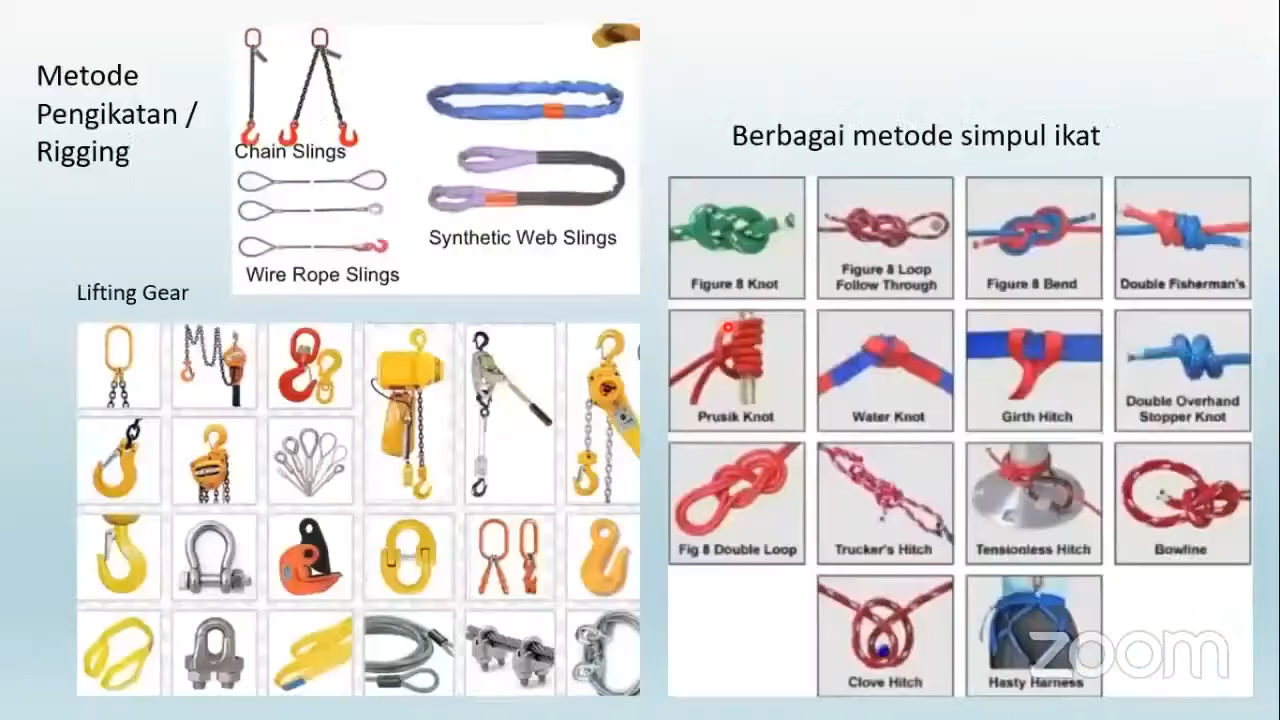 Metode
Pengikatan /
Rigging
Chain Slings
Wire Rope Slings
Synthetic Web Slings
Lifting Gear
Berbagai metode simpul ikat
Figure 8 Knot
Figure 8 Loop
Follow Through
Figure 8 Bend
Double Fisherman's
Prusik Knot
Water Knot
Girth Hitch
Double Overhand
Stopper Knot
Fig 8 Double Loop
Trucker's Hitch
Tensionless Hitch
Bowline
Clove Hitch
Hasty Harness
zoom